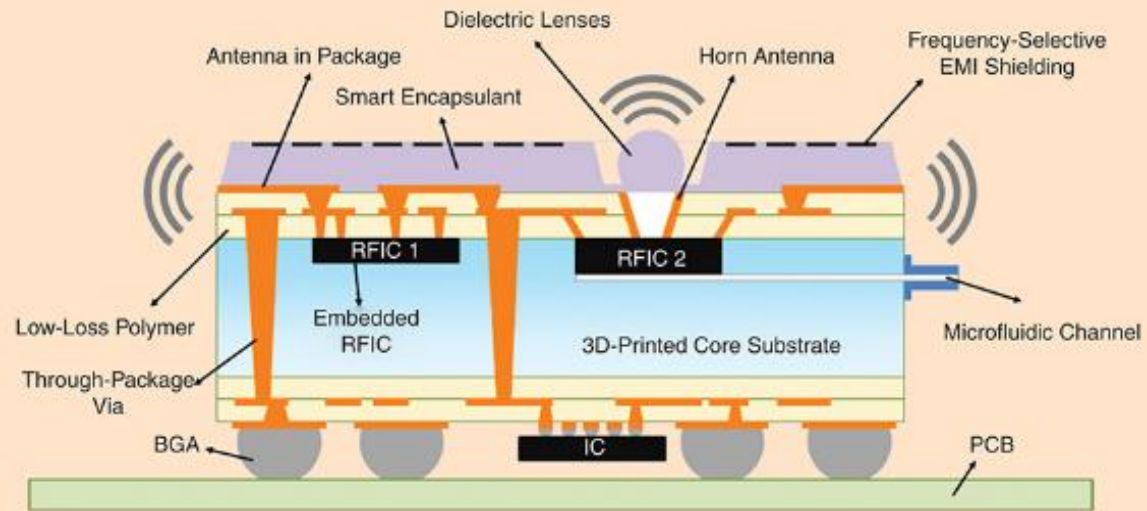 Dielectric Lenses
Antenna in Package
Horn Antenna
Frequency-Selective
EMI Shielding
Smart Encapsulant
RFIC 1
RFIC 2
Low-Loss Polymer
Embedded
RFIC
3D-Printed Core Substrate
Microfluidic Channel
Through-Package
Via
BGA
IC
PCB